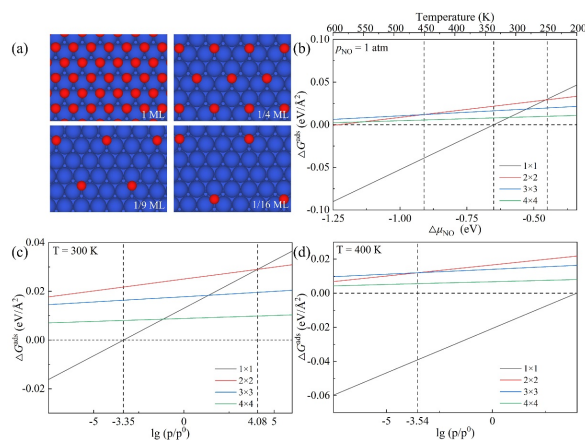 (a)
1 ML
1/4 ML
1/9 ML
1/16 ML
(b)
Temperature (K)
600 550 500 450 400 350 300 250 200
p_NO = 1 atm
ΔG^ads (eV/Å²)
0.10
0.05
0.00
-0.05
-0.10
1×1
2×2
3×3
4×4
-1.25 -1.00 -0.75 -0.50
Δμ_NO (eV)
(c)
T = 300 K
ΔG^ads (eV/Å²)
0.04
0.02
0.00
-0.02
1×1
2×2
3×3
4×4
-5 -3.35 0 4.08 5
lg (p/p⁰)
(d)
T = 400 K
ΔG^ads (eV/Å²)
0.04
0.02
0.00
-0.02
-0.04
-0.06
1×1
2×2
3×3
4×4
-5 -3.54 0
lg (p/p⁰)